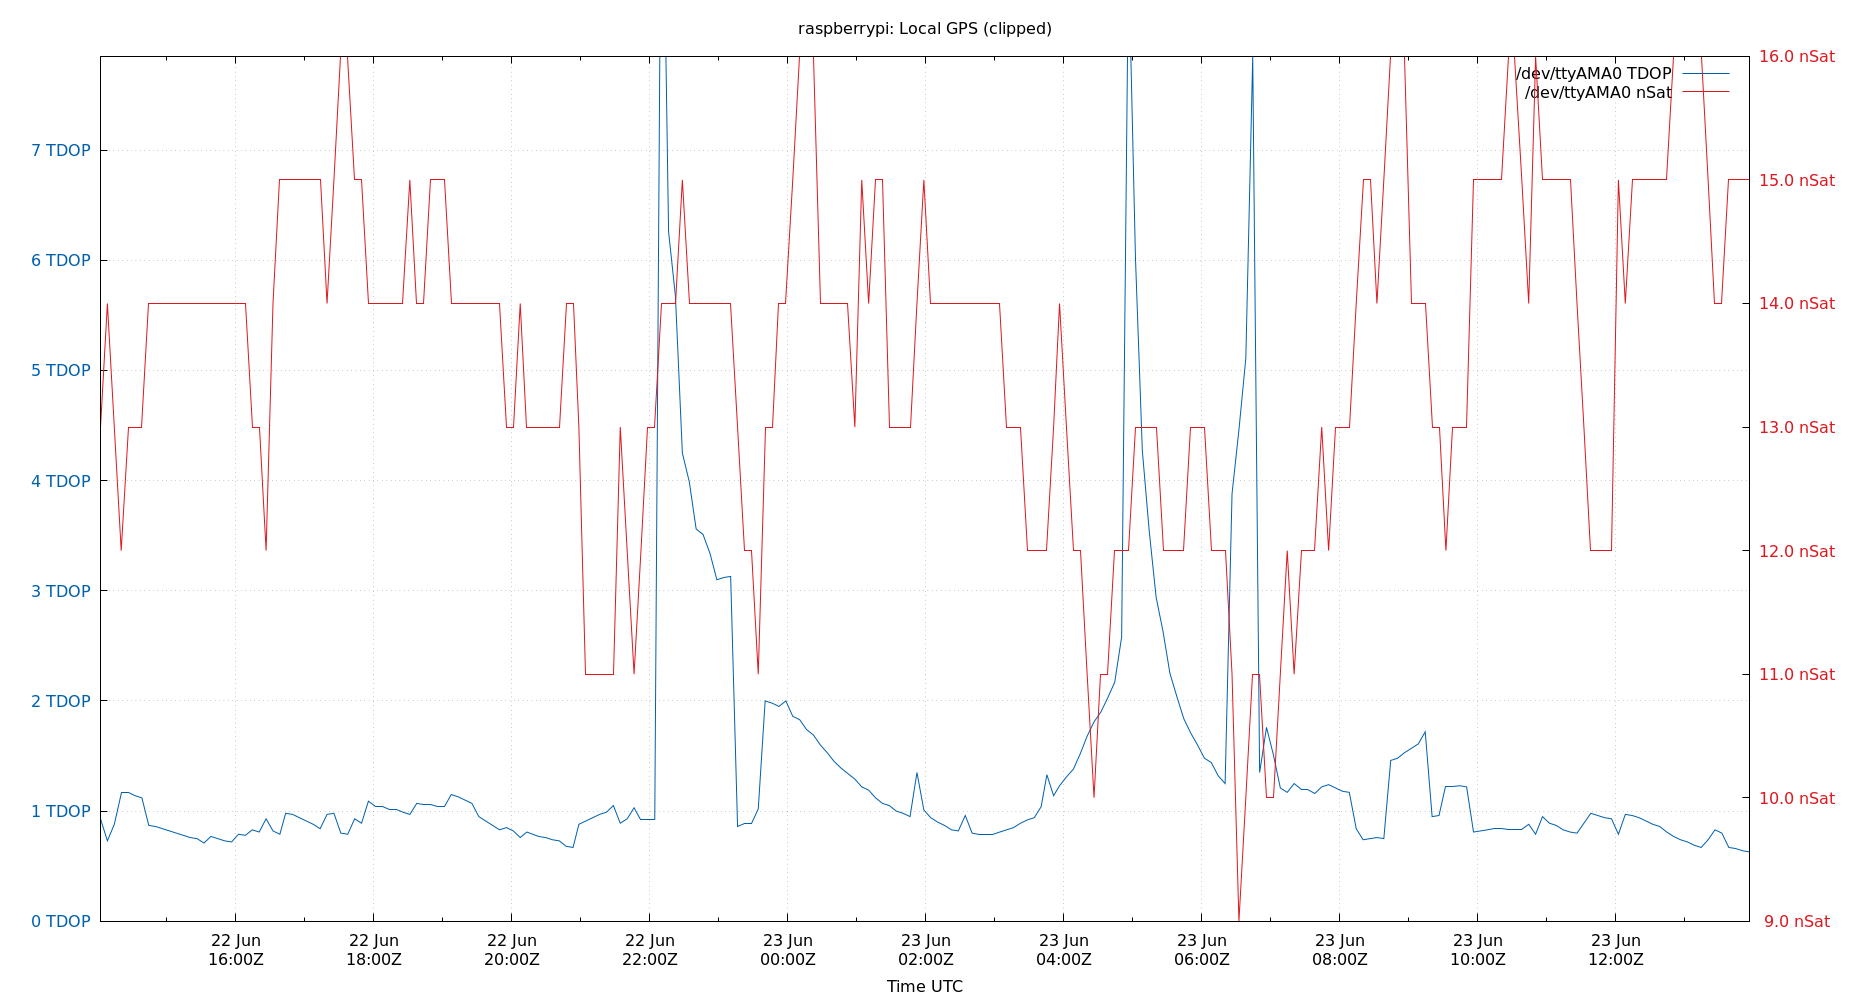 raspberrypi: Local GPS (clipped)
16.0 nSat
/dev/ttyAMA0 TDOP
/dev/ttyAMA0 nSat
7 TDOP
15.0 nSat
6 TDOP
14.0 nSat
5 TDOP
13.0 nSat
4 TDOP
12.0 nSat
3 TDOP
11.0 nSat
2 TDOP
10.0 nSat
1 TDOP
0 TDOP
9.0 nSat
22 Jun 22 Jun 22 Jun 22 Jun 23 Jun 23 Jun 23 Jun 23 Jun 23 Jun 23 Jun 23 Jun
16:00Z 18:00Z 20:00Z 22:00Z 00:00Z 02:00Z 04:00Z 06:00Z 08:00Z 10:00Z 12:00Z
Time UTC